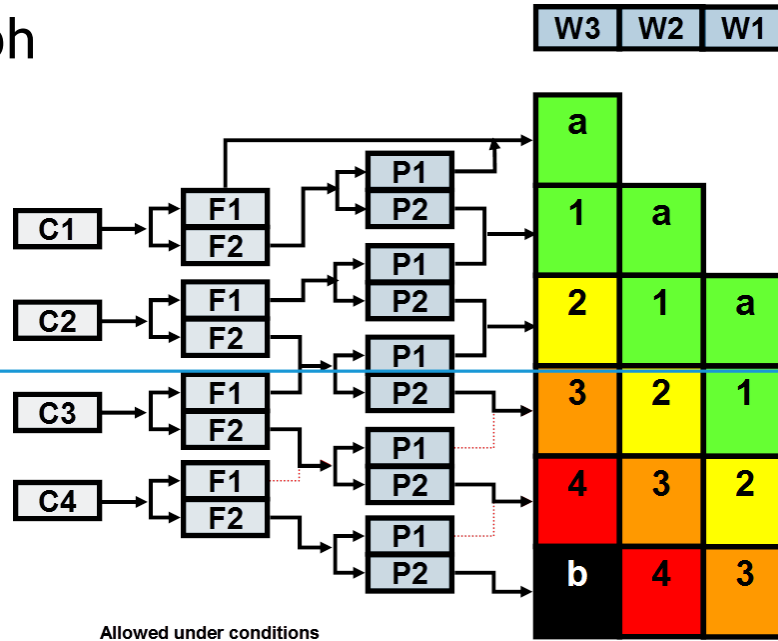 ph
W3 W2 W1
a
P1
F1 P2 1 a
C1 F2
P1
F1 P2 2 1 a
C2 F2
P1
F1 P2 3 2 1
C3 F2
P1
F1 P2 4 3 2
C4 F2
P1
P2 b 4 3
Allowed under conditions